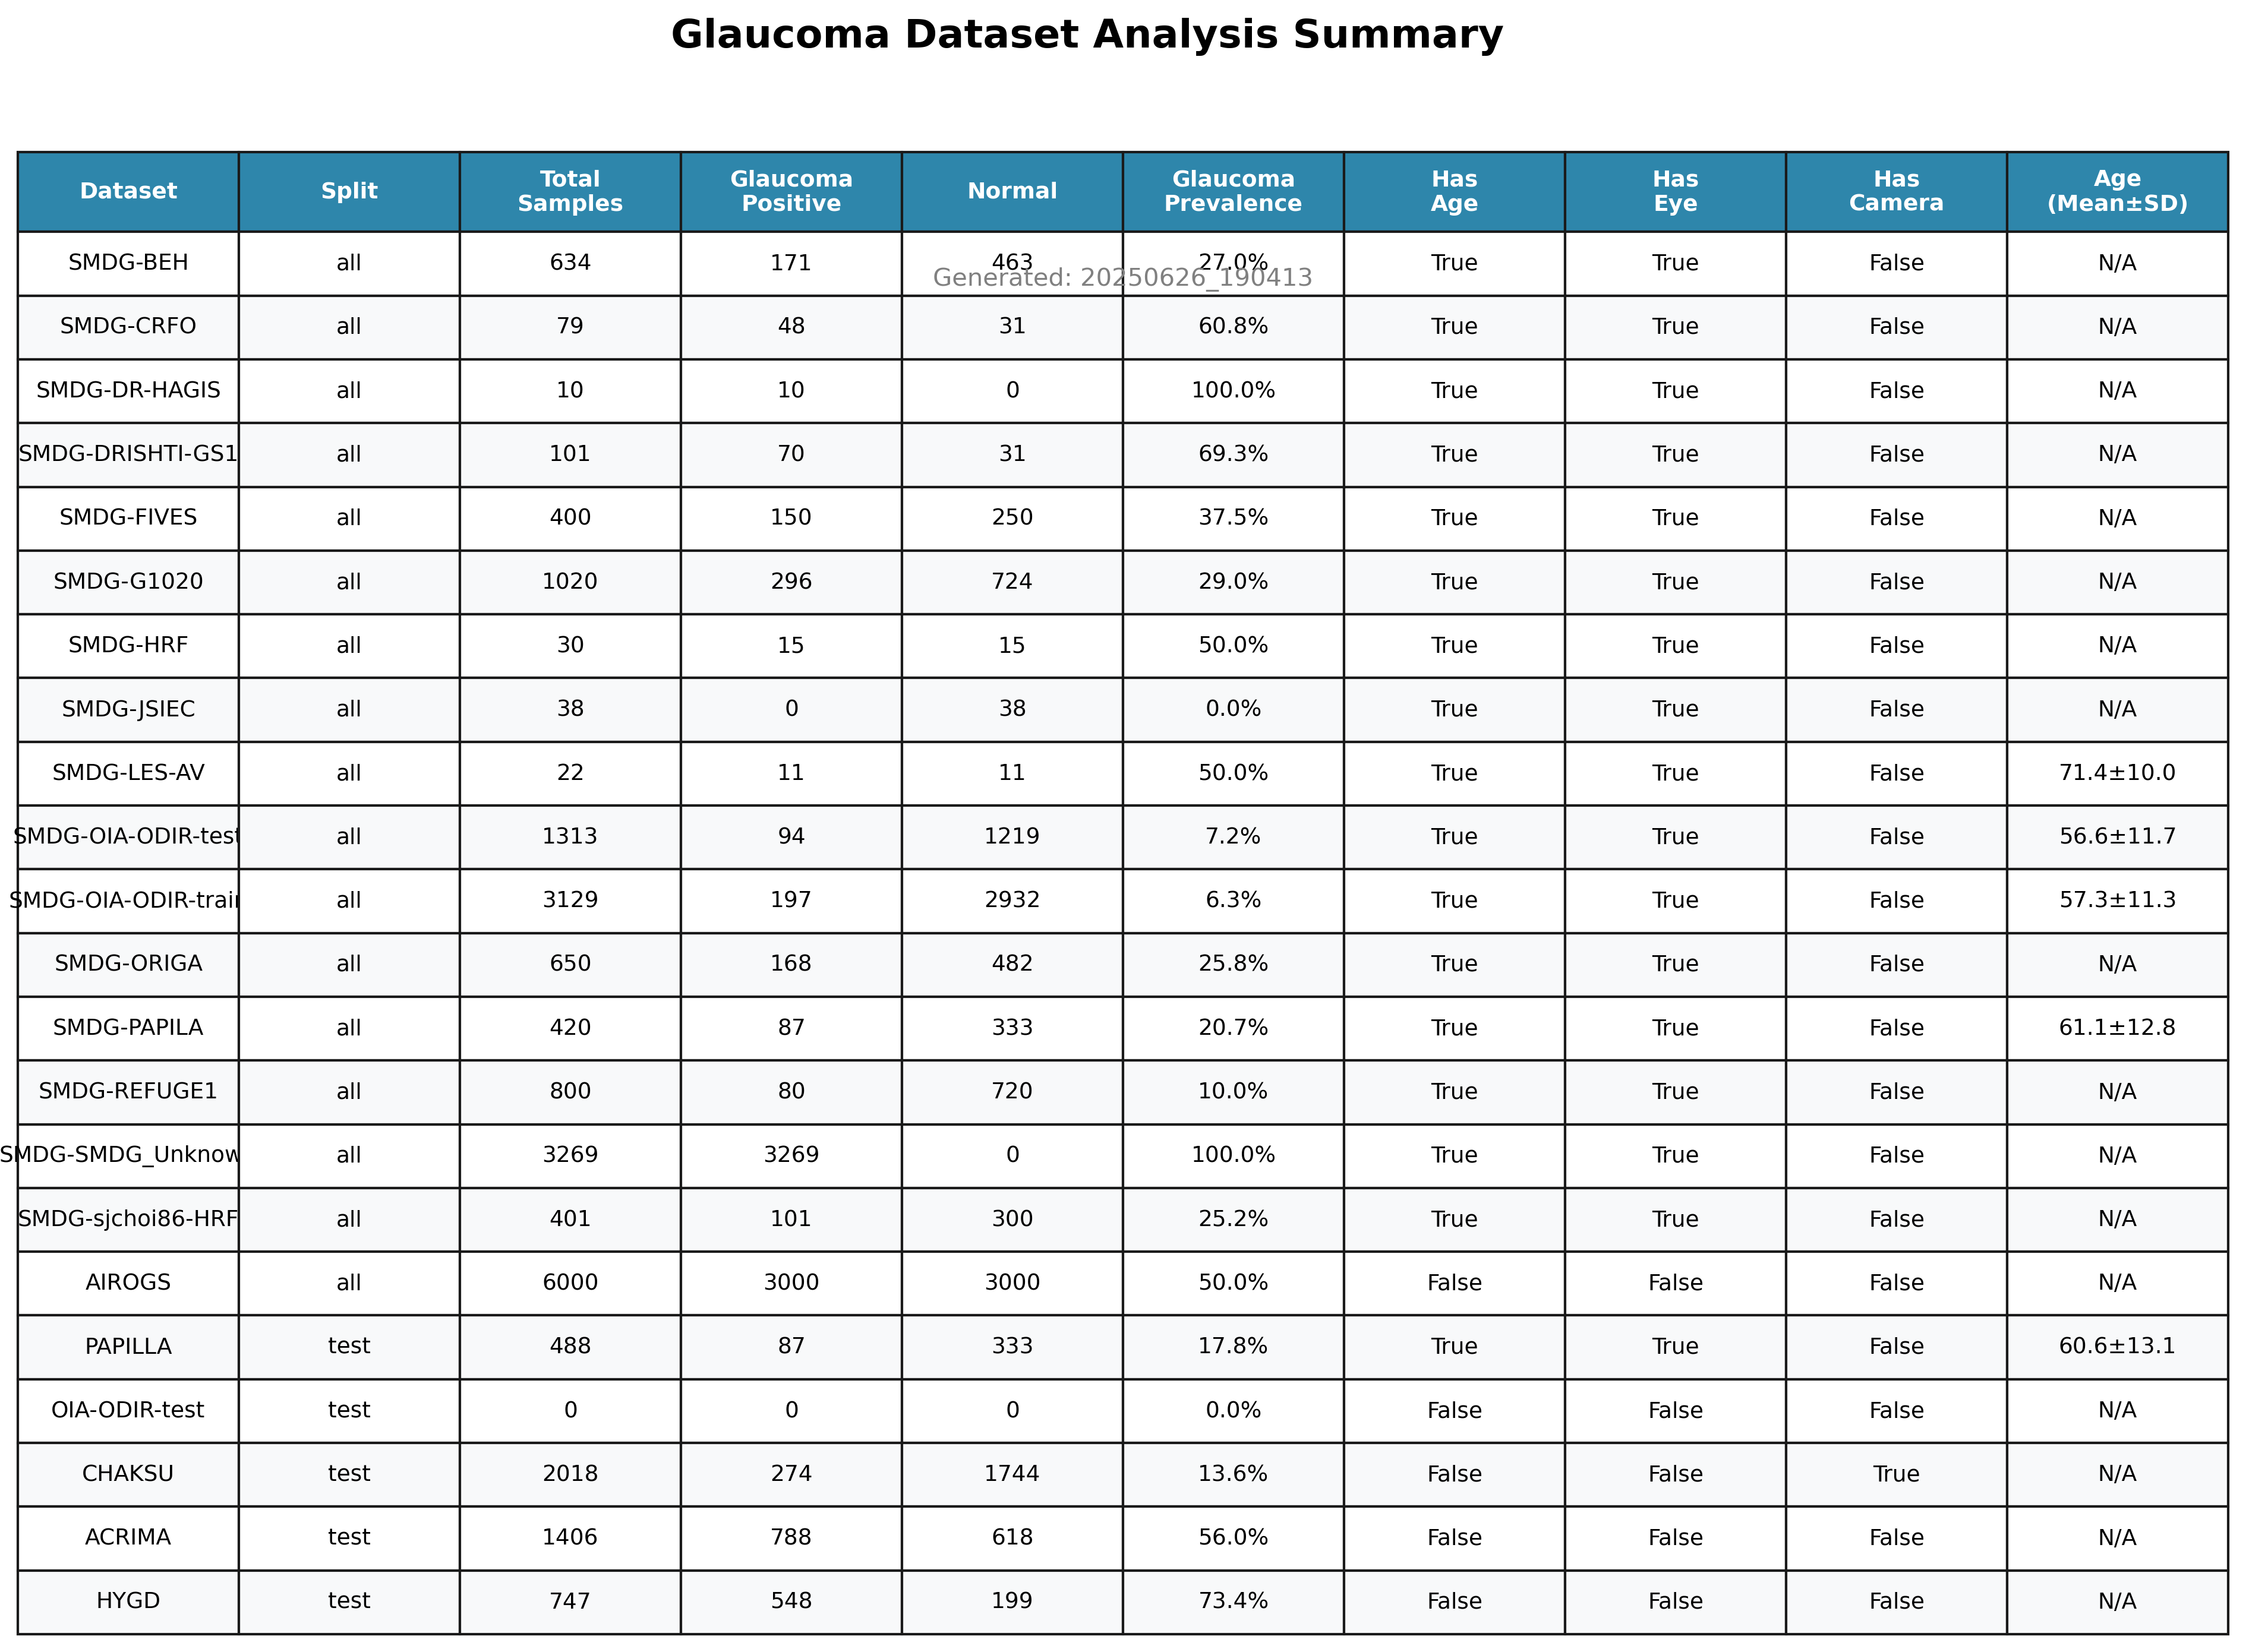 Glaucoma Dataset Analysis Summary
Dataset Split Total Samples Glaucoma Positive Normal Glaucoma Prevalence Has Age Has Eye Has Camera Age (Mean±SD)
SMDG-BEH all 634 171 463 27.0% True True False N/A
Generated: 20250626_190413
SMDG-CRFO all 79 48 31 60.8% True True False N/A
SMDG-DR-HAGIS all 10 10 0 100.0% True True False N/A
SMDG-DRISHTI-GS1 all 101 70 31 69.3% True True False N/A
SMDG-FIVES all 400 150 250 37.5% True True False N/A
SMDG-G1020 all 1020 296 724 29.0% True True False N/A
SMDG-HRF all 30 15 15 50.0% True True False N/A
SMDG-JSIEC all 38 0 38 0.0% True True False N/A
SMDG-LES-AV all 22 11 11 50.0% True True False 71.4±10.0
SMDG-OIA-ODIR-test all 1313 94 1219 7.2% True True False 56.6±11.7
SMDG-OIA-ODIR-train all 3129 197 2932 6.3% True True False 57.3±11.3
SMDG-ORIGA all 650 168 482 25.8% True True False N/A
SMDG-PAPILA all 420 87 333 20.7% True True False 61.1±12.8
SMDG-REFUGE1 all 800 80 720 10.0% True True False N/A
SMDG-SMDG_Unknow all 3269 3269 0 100.0% True True False N/A
SMDG-sjchoi86-HRF all 401 101 300 25.2% True True False N/A
AIROGS all 6000 3000 3000 50.0% False False False N/A
PAPILLA test 488 87 333 17.8% True True False 60.6±13.1
OIA-ODIR-test test 0 0 0 0.0% False False False N/A
CHAKSU test 2018 274 1744 13.6% False False True N/A
ACRIMA test 1406 788 618 56.0% False False False N/A
HYGD test 747 548 199 73.4% False False False N/A